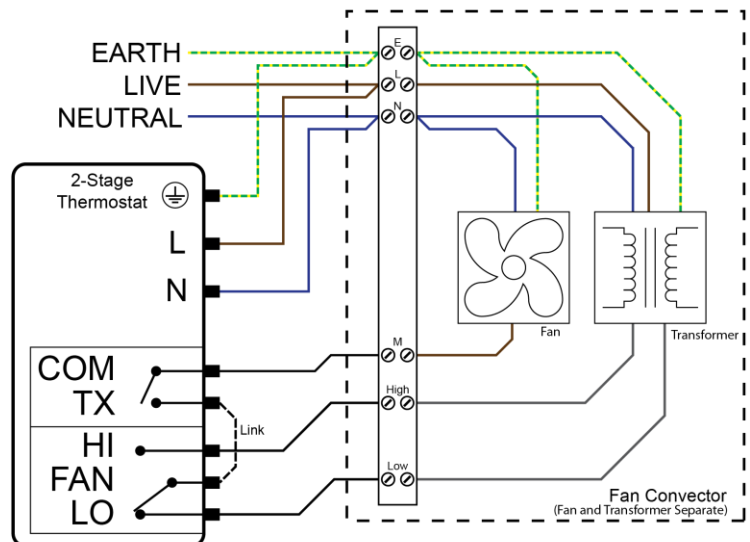 EARTH
LIVE
NEUTRAL
E
L
N
2-Stage
Thermostat
L
N
Fan
Transformer
COM
TX
Link
HI
FAN
LO
M
High
Low
Fan Convector
(Fan and Transformer Separate)